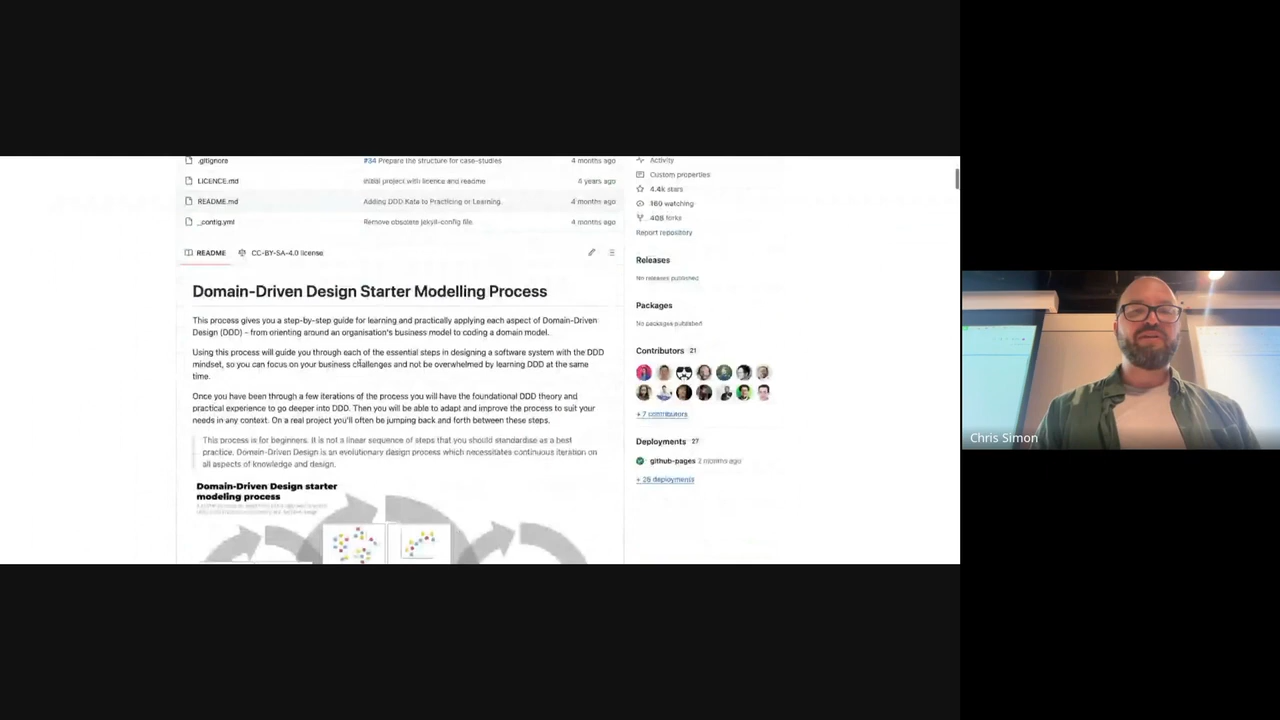 .gitignore #34 Prepare the structure for case-studies 4 months ago
LICENCE.md initial project with licence and readme 4 years ago
README.md Adding DDD Kata to Practicing or Learning 4 months ago
_config.yml Remove obsolete jekyll-config file 4 months ago
README CC-BY-SA-4.0 license
Domain-Driven Design Starter Modelling Process
This process gives you a step-by-step guide for learning and practically applying each aspect of Domain-Driven
Design (DDD) - from orienting around an organisation's business model to coding a domain model.
Using this process will guide you through each of the essential steps in designing a software system with the DDD
mindset, so you can focus on your business challenges and not be overwhelmed by learning DDD at the same
time.
Once you have been through a few iterations of the process you will have the foundational DDD theory and
practical experience to go deeper into DDD. Then you will be able to adapt and improve the process to suit your
needs in any context. On a real project you'll often be jumping back and forth between these steps.
This process is for beginners. It is not a linear sequence of steps that you should standardise as a best
practice. Domain-Driven Design is an evolutionary design process which necessitates continuous iteration on
all aspects of knowledge and design.
Domain-Driven Design starter
modeling process
Activity
Custom properties
4.4k stars
169 watching
408 forks
Report repository
Releases
No releases published
Packages
No packages published
Contributors 21
+ 7 contributors
Deployments 27
github-pages 2 months ago
+ 26 deployments
Chris Simon